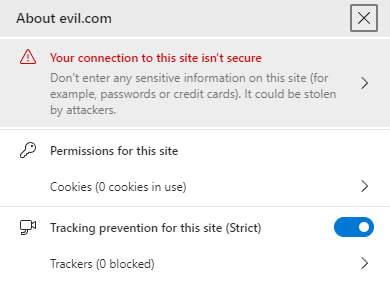 About evil.com
Your connection to this site isn't secure
Don't enter any sensitive information on this site (for
example, passwords or credit cards). It could be stolen
by attackers.
Permissions for this site
Cookies (0 cookies in use)
Tracking prevention for this site (Strict)
Trackers (0 blocked)